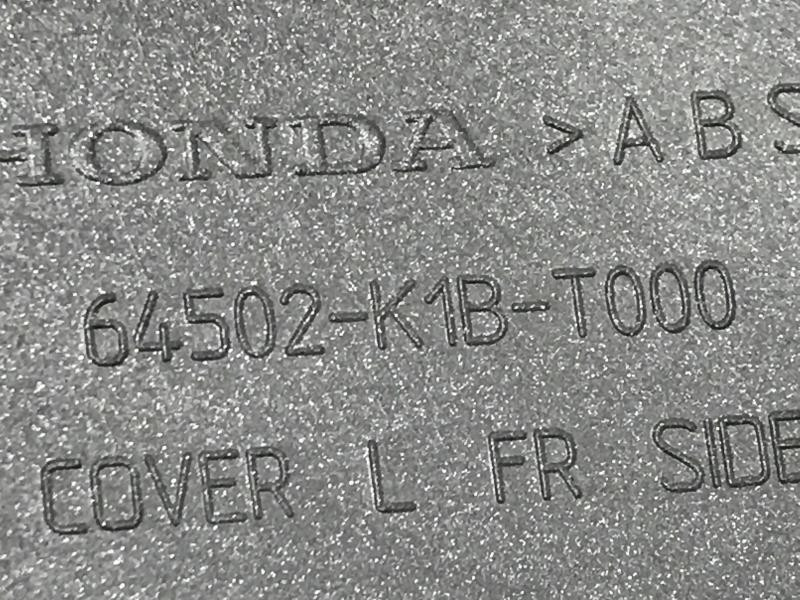 HONDA >ABS
64502-K1B-T000
COVER L FR SIDE